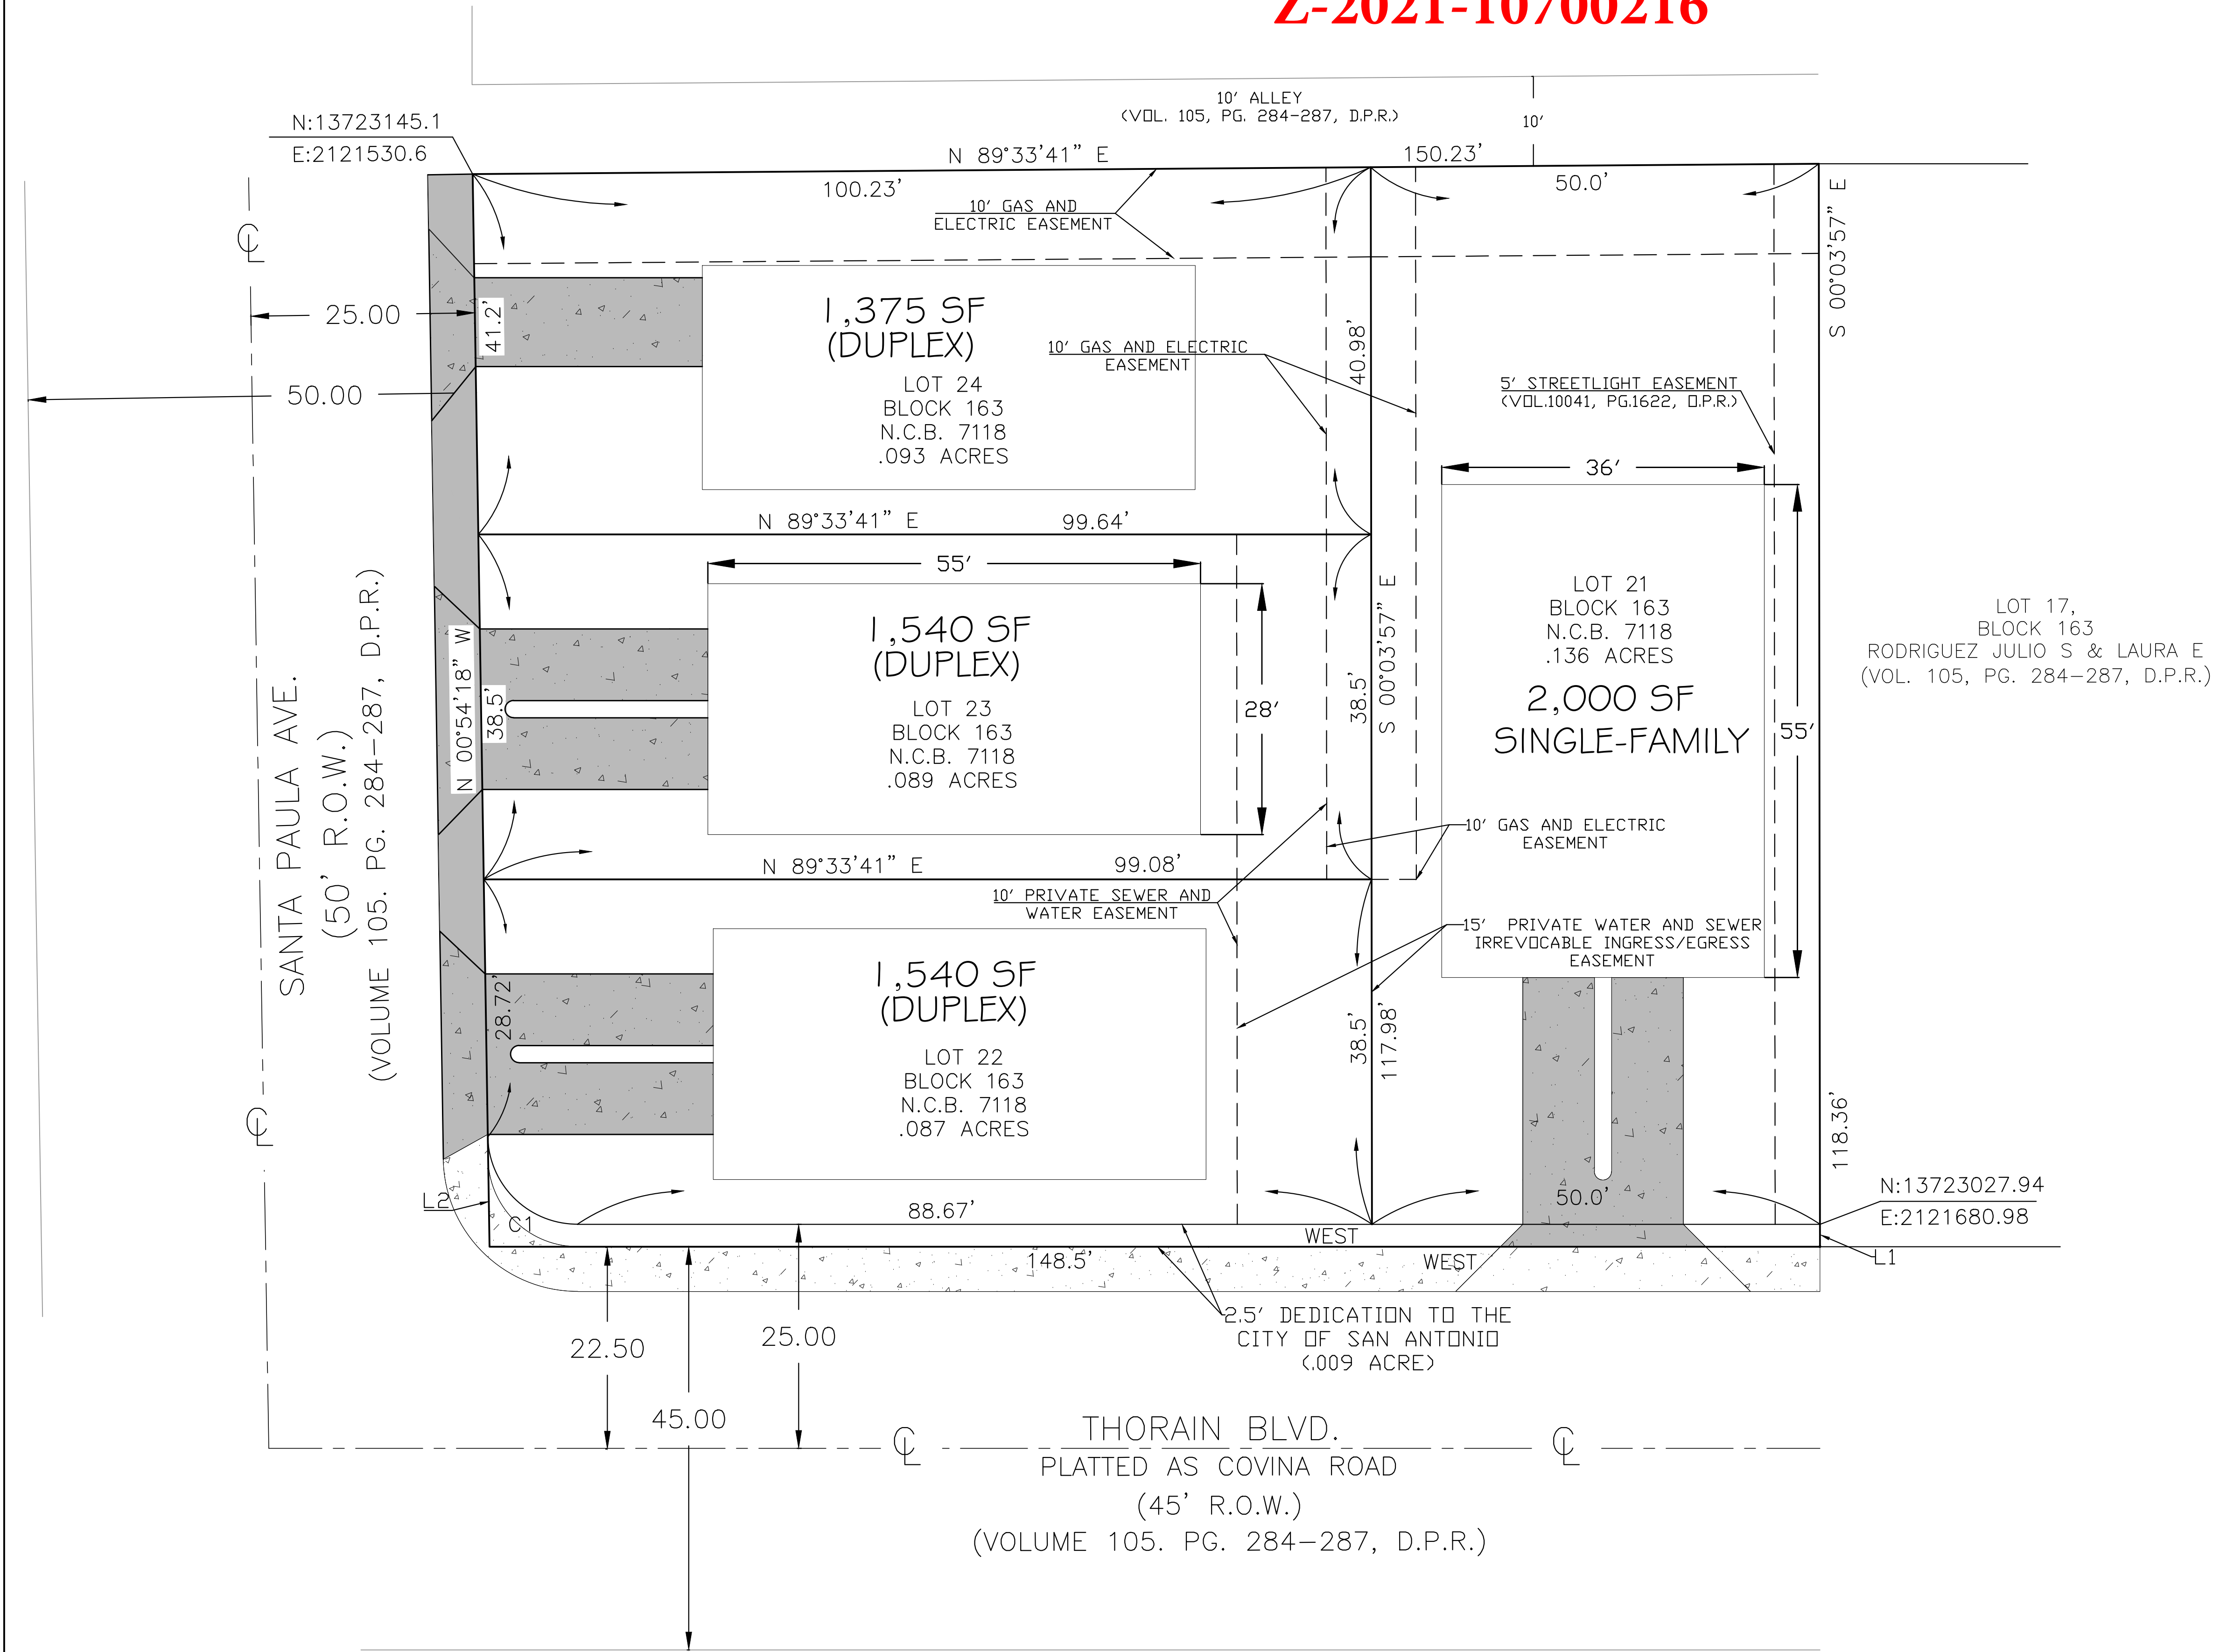 Z-2021-10700216
10' ALLEY
(VOL. 105, PG. 284-287, D.P.R.)
10'
N:13723145.1
E:2121530.6
N 89°33'41" E
150.23'
100.23'
50.0'
10' GAS AND
ELECTRIC EASEMENT
S 00°03'57" E
℄
25.00
41.2'
50.00
1,375 SF
(DUPLEX)
LOT 24
BLOCK 163
N.C.B. 7118
.093 ACRES
10' GAS AND ELECTRIC
EASEMENT
40.98'
5' STREETLIGHT EASEMENT
(VOL.10041, PG.1622, O.P.R.)
36'
N 89°33'41" E
99.64'
55'
1,540 SF
(DUPLEX)
LOT 23
BLOCK 163
N.C.B. 7118
.089 ACRES
28'
38.5'
S 00°03'57" E
LOT 21
BLOCK 163
N.C.B. 7118
.136 ACRES
2,000 SF
SINGLE-FAMILY
55'
LOT 17,
BLOCK 163
RODRIGUEZ JULIO S & LAURA E
(VOL. 105, PG. 284-287, D.P.R.)
SANTA PAULA AVE.
(50' R.O.W.)
(VOLUME 105. PG. 284-287, D.P.R.)
N 00°54'18" W
38.5'
10' GAS AND ELECTRIC
EASEMENT
N 89°33'41" E
99.08'
10' PRIVATE SEWER AND
WATER EASEMENT
15' PRIVATE WATER AND SEWER
IRREVOCABLE INGRESS/EGRESS
EASEMENT
28.72'
1,540 SF
(DUPLEX)
LOT 22
BLOCK 163
N.C.B. 7118
.087 ACRES
38.5'
117.98'
118.36'
℄
L2
C1
88.67'
50.0'
N:13723027.94
E:2121680.98
WEST
148.5'
WEST
L1
2.5' DEDICATION TO THE
CITY OF SAN ANTONIO
(.009 ACRE)
22.50
25.00
45.00
THORAIN BLVD.
℄
℄
PLATTED AS COVINA ROAD
(45' R.O.W.)
(VOLUME 105. PG. 284-287, D.P.R.)